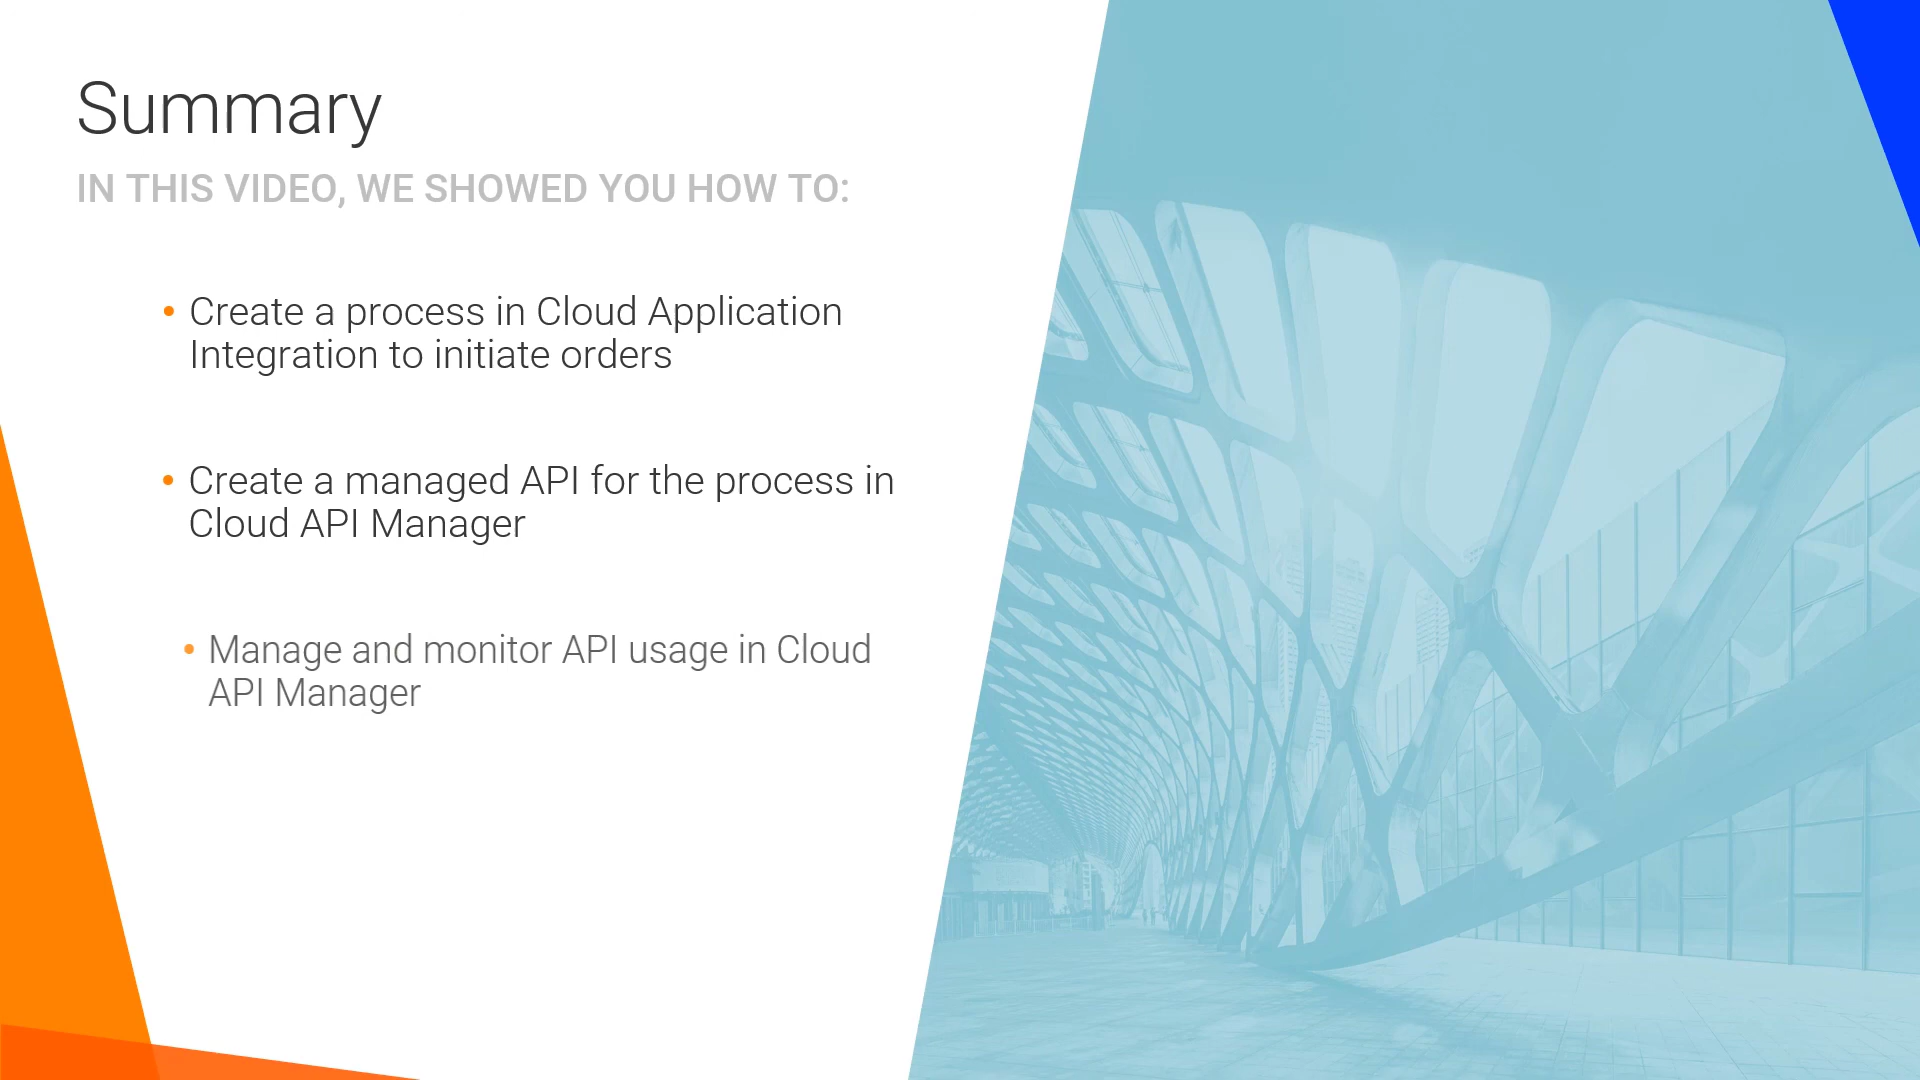 Summary
IN THIS VIDEO, WE SHOWED YOU HOW TO:
• Create a process in Cloud Application
Integration to initiate orders
• Create a managed API for the process in
Cloud API Manager
• Manage and monitor API usage in Cloud
API Manager